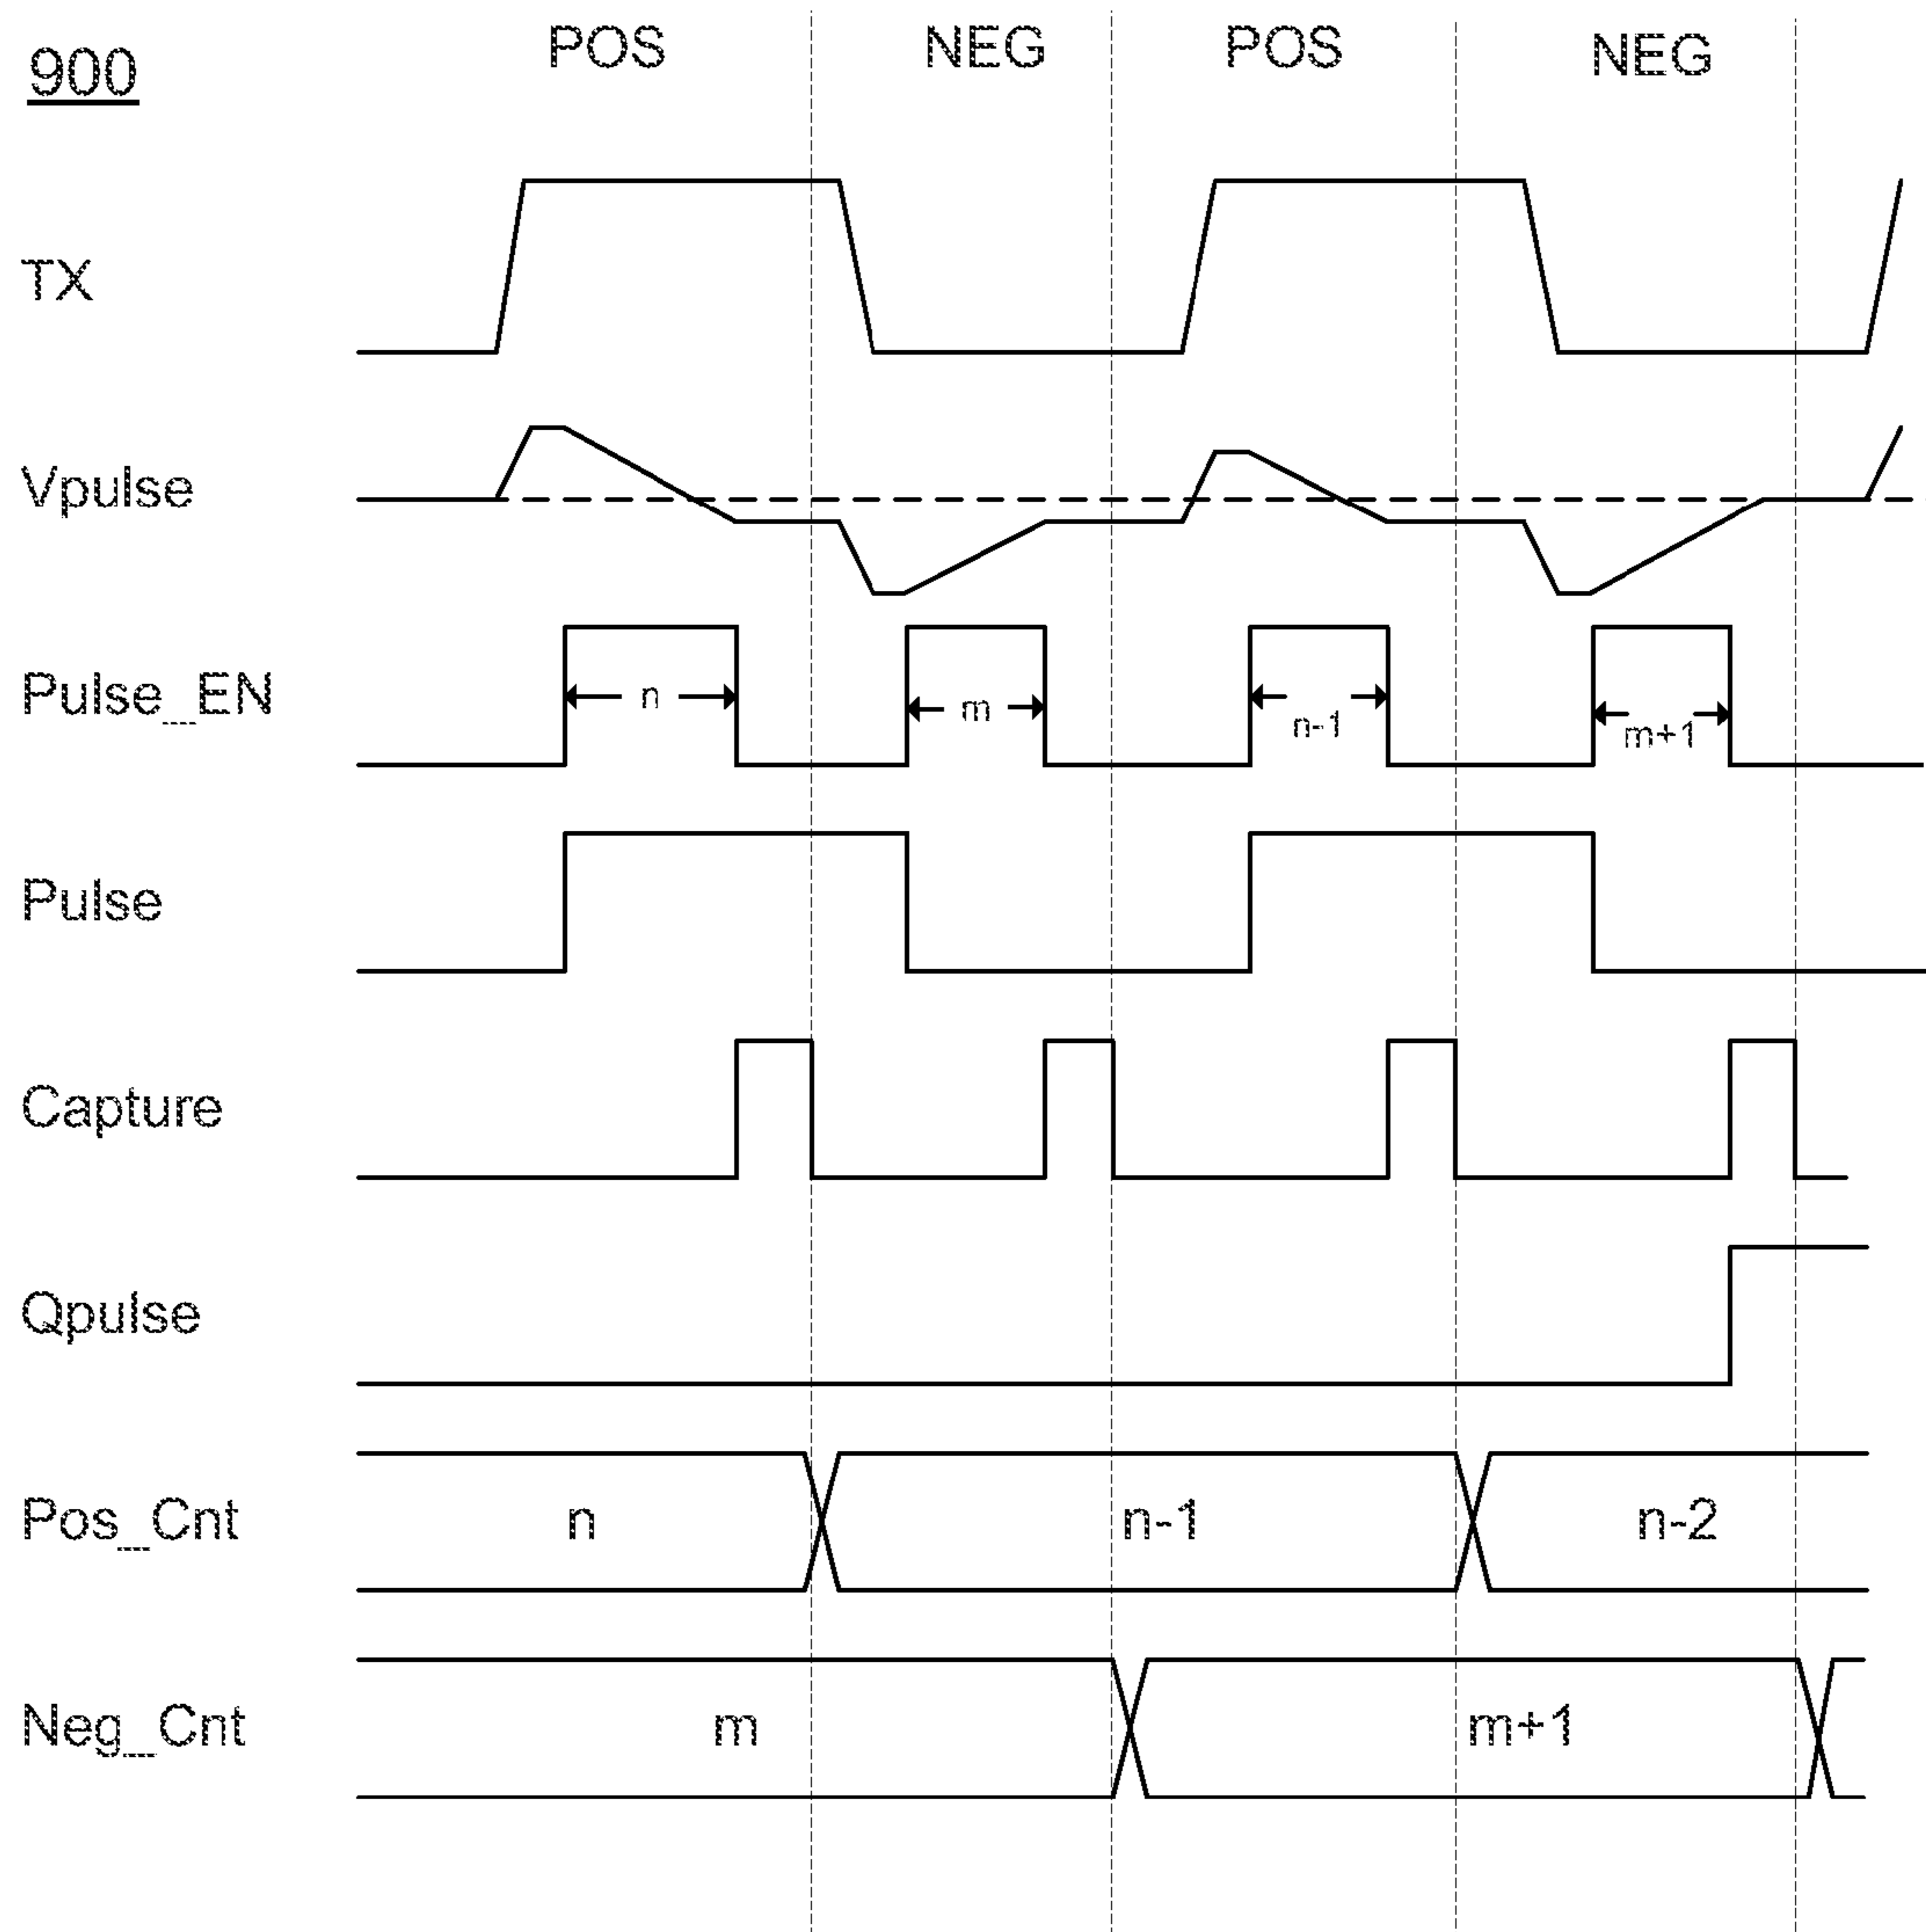 900
POS NEG POS NEG
TX
Vpulse
Pulse_EN
n m n-1 m+1
Pulse
Capture
Qpulse
Pos_Cnt n n-1 n-2
Neg_Cnt m m+1